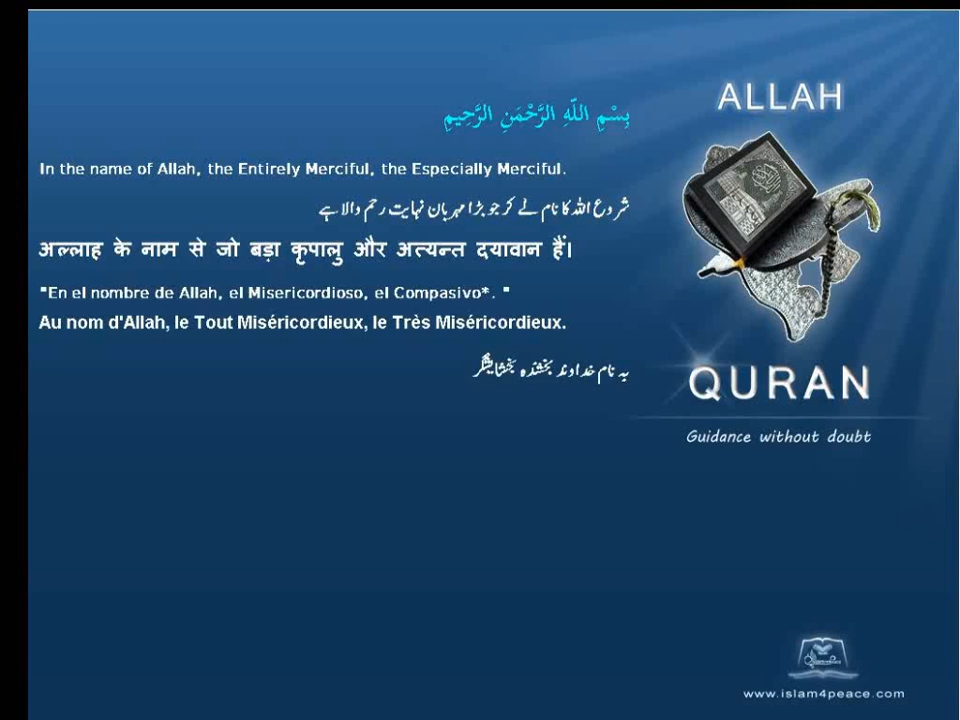 بِسْمِ اللَّهِ الرَّحْمَنِ الرَّحِيمِ
In the name of Allah, the Entirely Merciful, the Especially Merciful.
شروع الله کا نام لے کر جو بڑا مہربان نہایت رحم والا ہے
अल्लाह के नाम से जो बड़ा कृपालु और अत्यन्त दयावान हैं।
"En el nombre de Allah, el Misericordioso, el Compasivo*. "
Au nom d'Allah, le Tout Miséricordieux, le Très Miséricordieux.
به نام خداوند بخشنده بخشایشگر
ALLAH
QURAN
Guidance without doubt
www.islam4peace.com